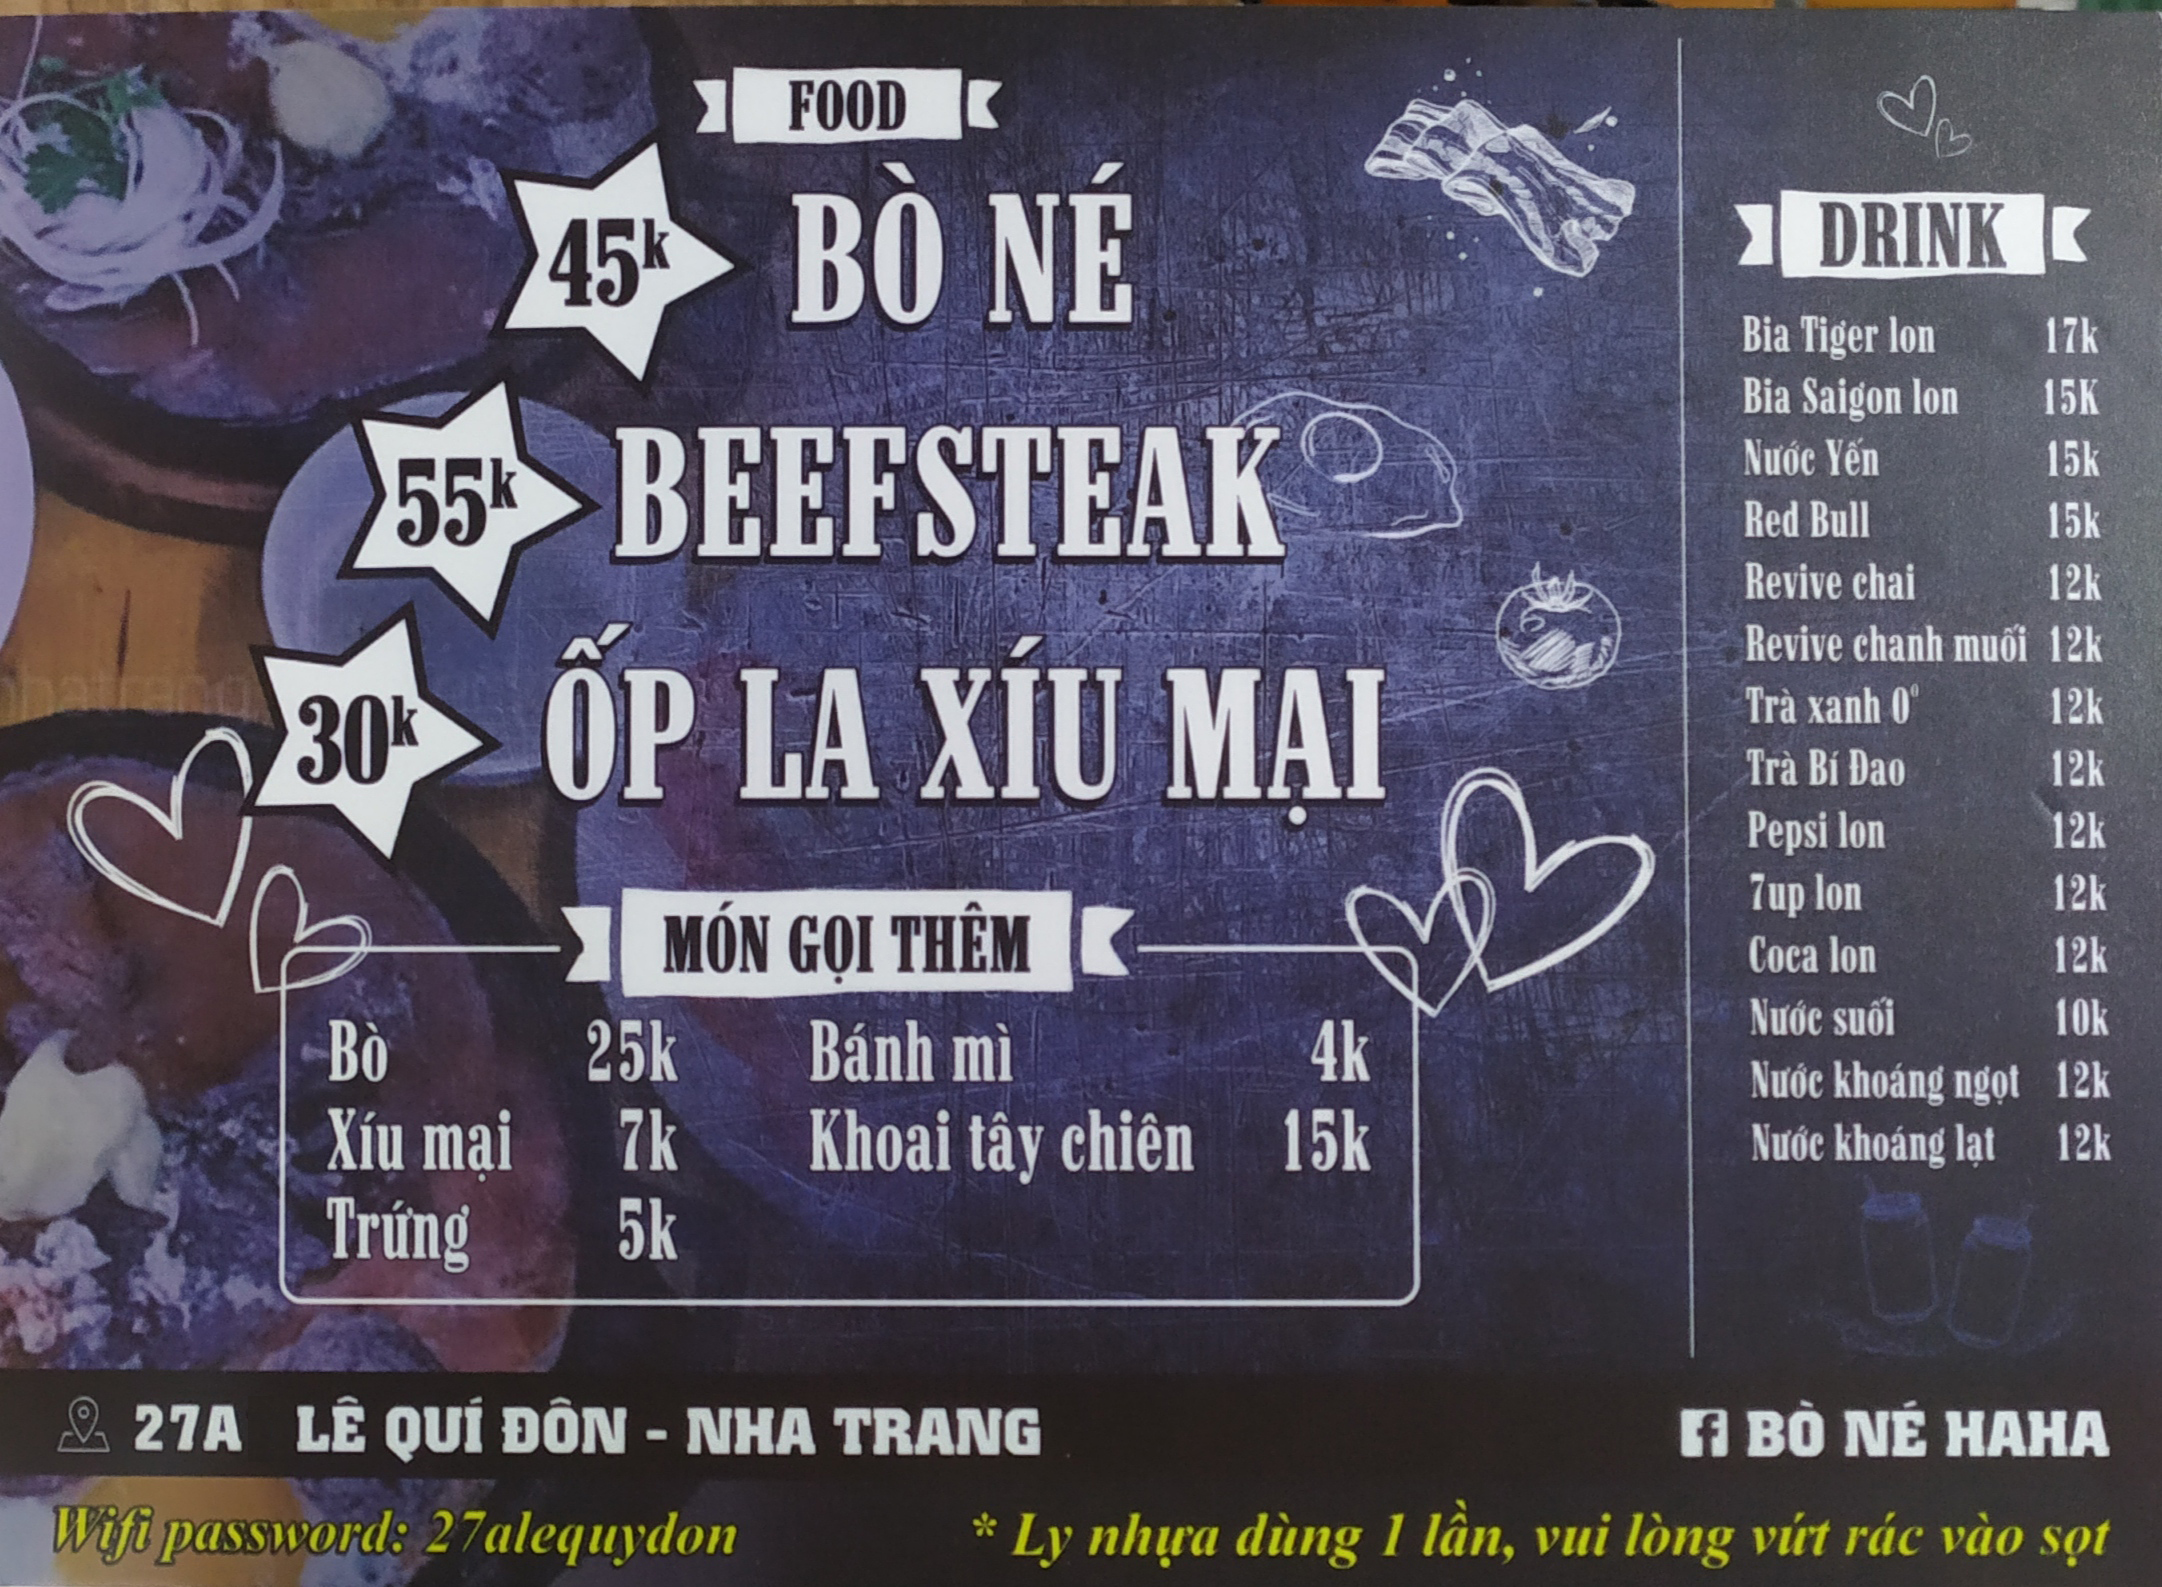 FOOD
45k BÒ NÉ
55k BEEFSTEAK
30k ỐP LA XÍU MẠI
MÓN GỌI THÊM
Bò 25k
Xíu mại 7k
Trứng 5k
Bánh mì 4k
Khoai tây chiên 15k
DRINK
Bia Tiger lon 17k
Bia Saigon lon 15K
Nước Yến 15k
Red Bull 15k
Revive chai 12k
Revive chanh muối 12k
Trà xanh 0⁰ 12k
Trà Bí Đao 12k
Pepsi lon 12k
7up lon 12k
Coca lon 12k
Nước suối 10k
Nước khoáng ngọt 12k
Nước khoáng lạt 12k
27A LÊ QUÍ ĐÔN - NHA TRANG
BÒ NÉ HAHA
Wifi password: 27alequydon
* Ly nhựa dùng 1 lần, vui lòng vứt rác vào sọt